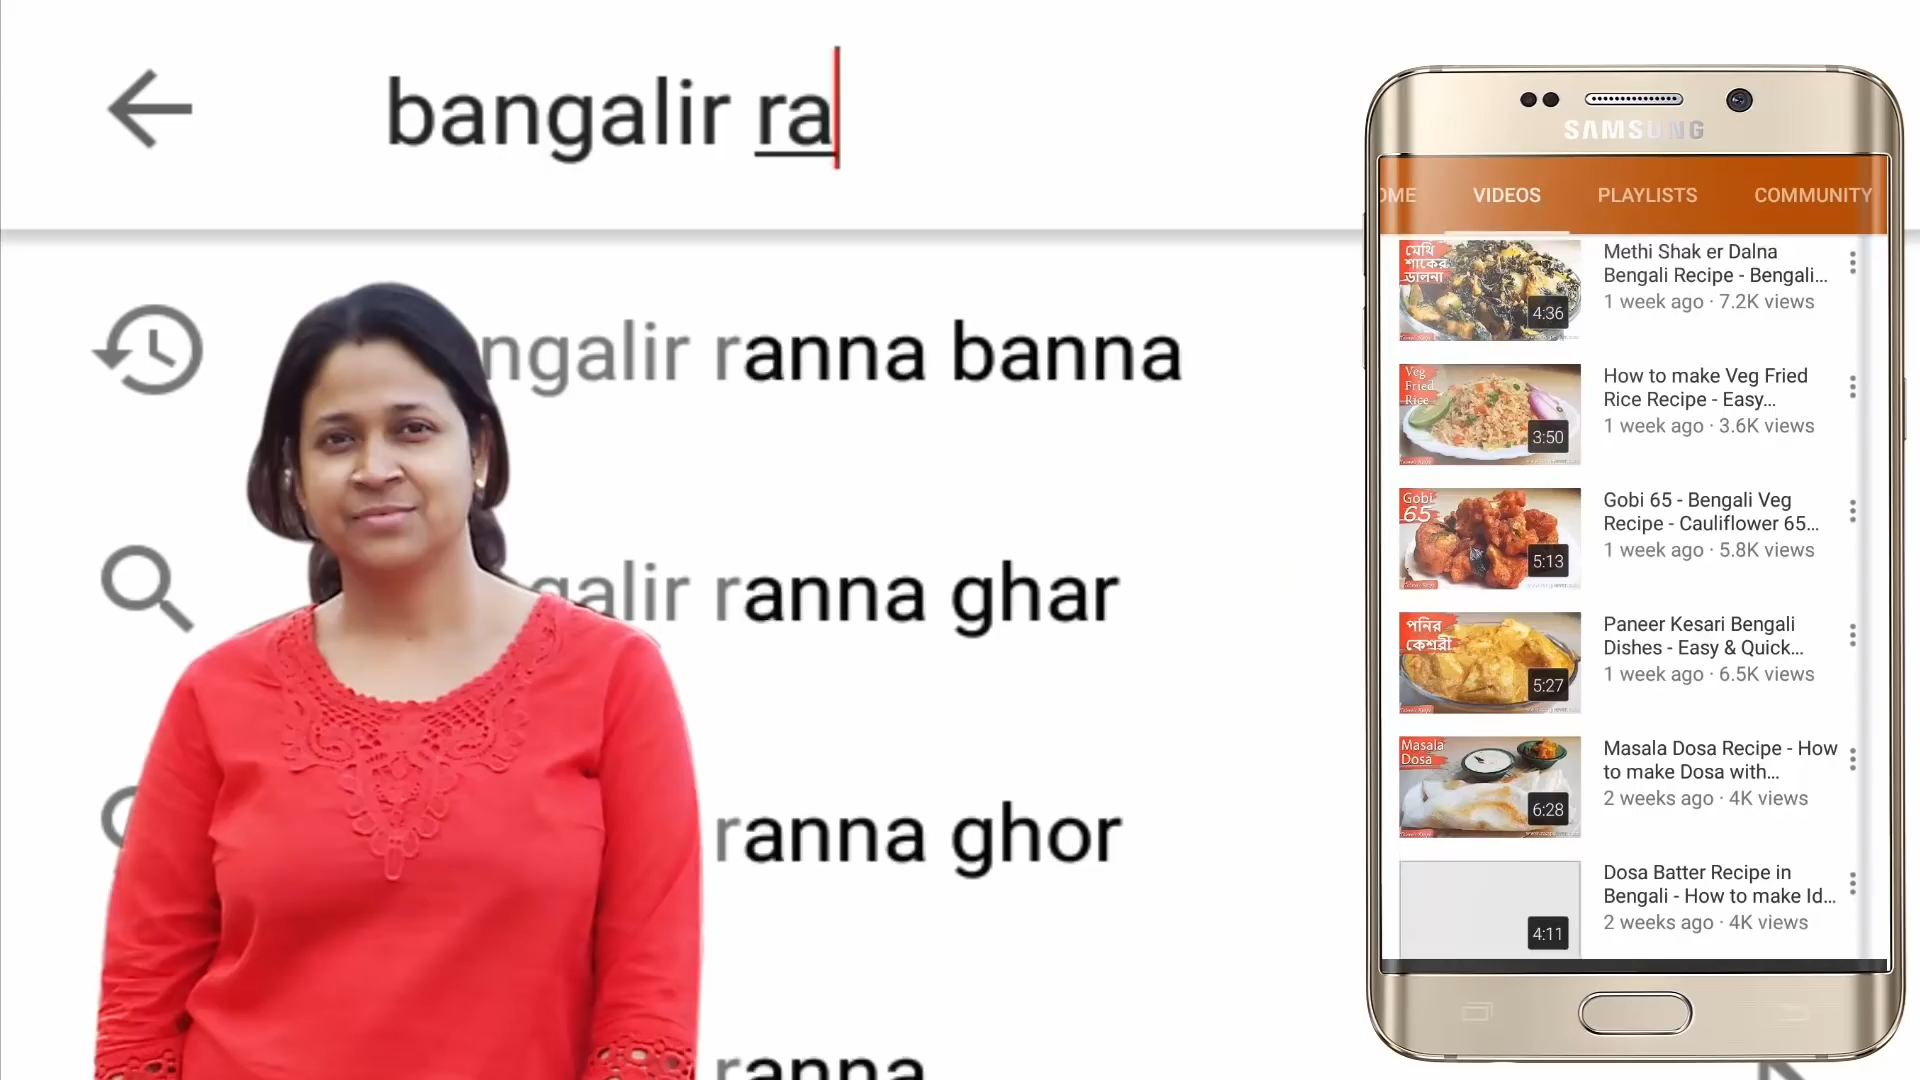 bangalir ra
ngalir ranna banna
galir ranna ghar
ranna ghor
ranna
SAMSUNG
OME VIDEOS PLAYLISTS COMMUNITY
মেথি
শাকের
ডালনা
4:36
Methi Shak er Dalna
Bengali Recipe - Bengali...
1 week ago · 7.2K views
Veg
Fried
Rice
3:50
How to make Veg Fried
Rice Recipe - Easy...
1 week ago · 3.6K views
Gobi
65
5:13
Gobi 65 - Bengali Veg
Recipe - Cauliflower 65...
1 week ago · 5.8K views
পনির
কেশরী
5:27
Paneer Kesari Bengali
Dishes - Easy & Quick...
1 week ago · 6.5K views
Masala
Dosa
6:28
Masala Dosa Recipe - How
to make Dosa with...
2 weeks ago · 4K views
4:11
Dosa Batter Recipe in
Bengali - How to make Id...
2 weeks ago · 4K views